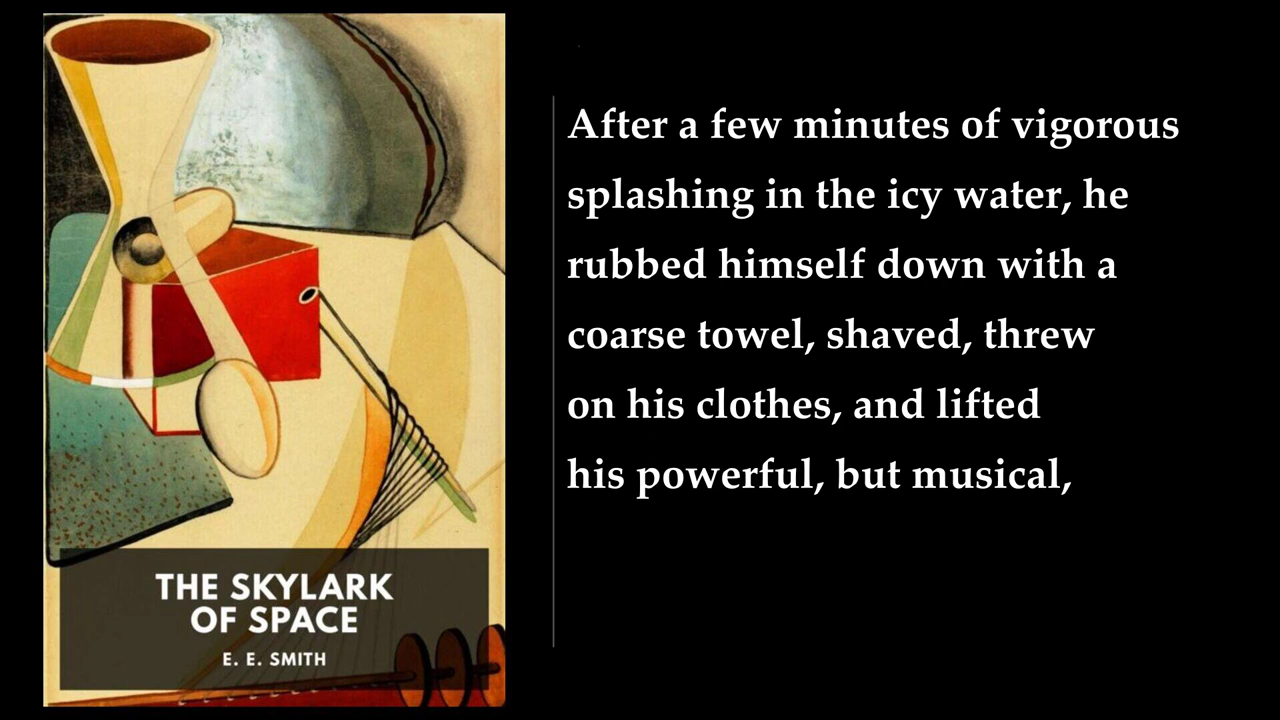 THE SKYLARK
OF SPACE
E. E. SMITH
After a few minutes of vigorous
splashing in the icy water, he
rubbed himself down with a
coarse towel, shaved, threw
on his clothes, and lifted
his powerful, but musical,